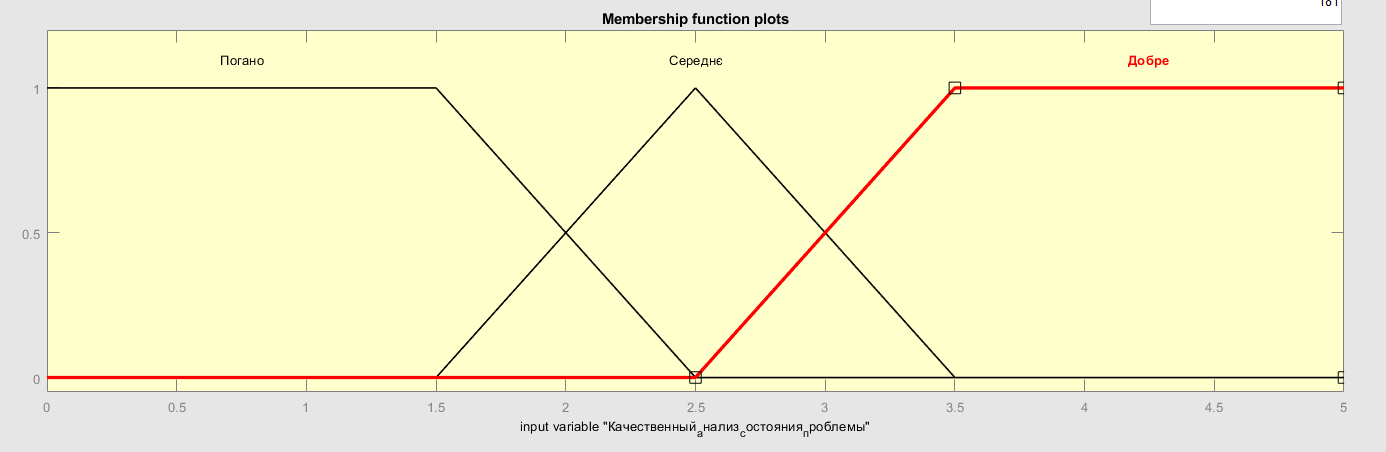 Membership function plots
Погано Середнє Добре
1
0.5
0
0 0.5 1 1.5 2 2.5 3 3.5 4 4.5 5
input variable "Качественныйанализсостоянияпроблемы"